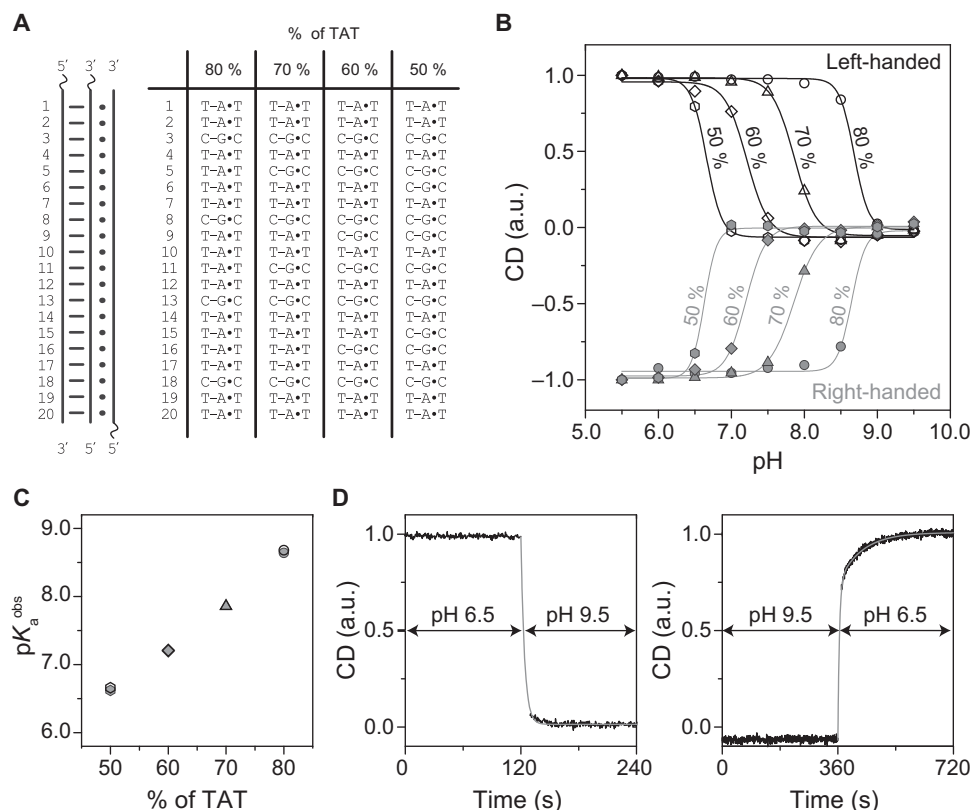 A
% of TAT
5′ 3′ 3′
80 % 70 % 60 % 50 %
1 1 T-A•T T-A•T T-A•T T-A•T
2 2 T-A•T T-A•T T-A•T T-A•T
3 3 C-G•C C-G•C C-G•C C-G•C
4 4 T-A•T T-A•T T-A•T T-A•T
5 5 T-A•T C-G•C C-G•C C-G•C
6 6 T-A•T T-A•T T-A•T T-A•T
7 7 T-A•T T-A•T T-A•T T-A•T
8 8 C-G•C C-G•C C-G•C C-G•C
9 9 T-A•T T-A•T C-G•C C-G•C
10 10 T-A•T T-A•T T-A•T T-A•T
11 11 T-A•T C-G•C C-G•C C-G•C
12 12 T-A•T T-A•T T-A•T T-A•T
13 13 C-G•C C-G•C C-G•C C-G•C
14 14 T-A•T T-A•T T-A•T T-A•T
15 15 T-A•T T-A•T T-A•T C-G•C
16 16 T-A•T T-A•T C-G•C C-G•C
17 17 T-A•T T-A•T T-A•T T-A•T
18 18 C-G•C C-G•C C-G•C C-G•C
19 19 T-A•T T-A•T T-A•T T-A•T
20 20 T-A•T T-A•T T-A•T T-A•T
3′ 5′ 5′
B
CD (a.u.)
1.0
0.5
0.0
−0.5
−1.0
Left-handed
50 % 60 % 70 % 80 %
50 % 60 % 70 % 80 %
Right-handed
5.0 6.0 7.0 8.0 9.0 10.0
pH
C
pKa obs
9.0
8.0
7.0
6.0
50 60 70 80
% of TAT
D
CD (a.u.)
1.0
0.5
0.0
pH 6.5 pH 9.5
0 120 240
Time (s)
CD (a.u.)
1.0
0.5
0.0
pH 9.5 pH 6.5
0 360 720
Time (s)